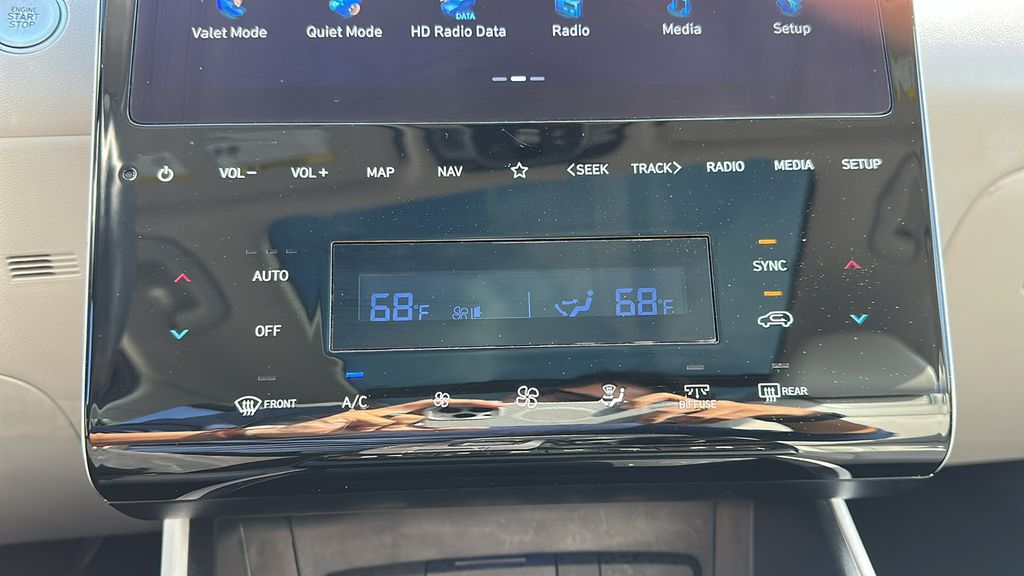 ENGINE
START
STOP
DATA
Valet Mode Quiet Mode HD Radio Data Radio Media Setup
VOL− VOL+ MAP NAV ☆ <SEEK TRACK> RADIO MEDIA SETUP
AUTO SYNC
68°F 68°F
OFF
FRONT A/C DIFFUSE REAR